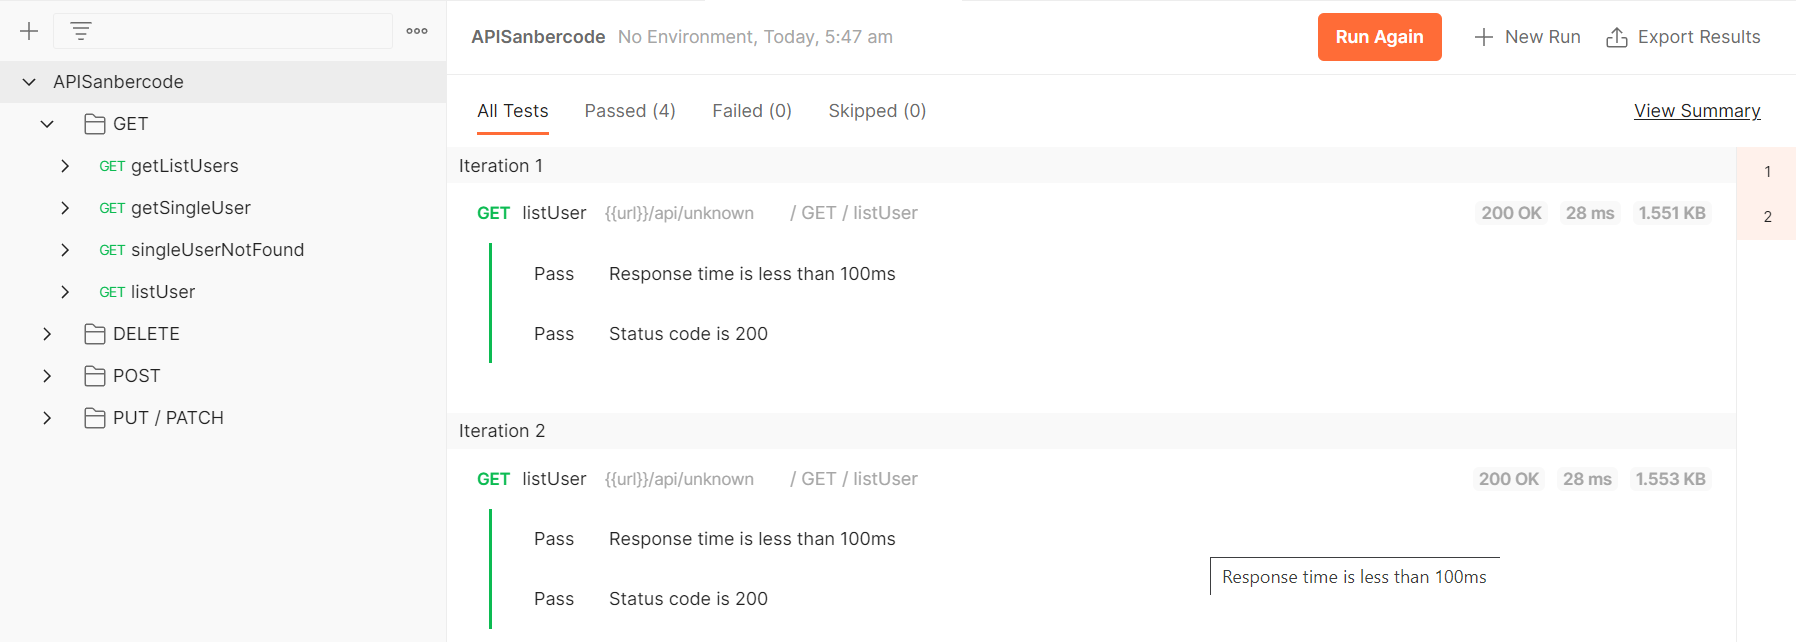 APISanbercode
GET
GET getListUsers
GET getSingleUser
GET singleUserNotFound
GET listUser
DELETE
POST
PUT / PATCH
APISanbercode No Environment, Today, 5:47 am
Run Again
New Run
Export Results
All Tests Passed (4) Failed (0) Skipped (0)
View Summary
Iteration 1
GET listUser {{url}}/api/unknown / GET / listUser 200 OK 28 ms 1.551 KB
Pass Response time is less than 100ms
Pass Status code is 200
Iteration 2
GET listUser {{url}}/api/unknown / GET / listUser 200 OK 28 ms 1.553 KB
Pass Response time is less than 100ms
Response time is less than 100ms
Pass Status code is 200
1
2